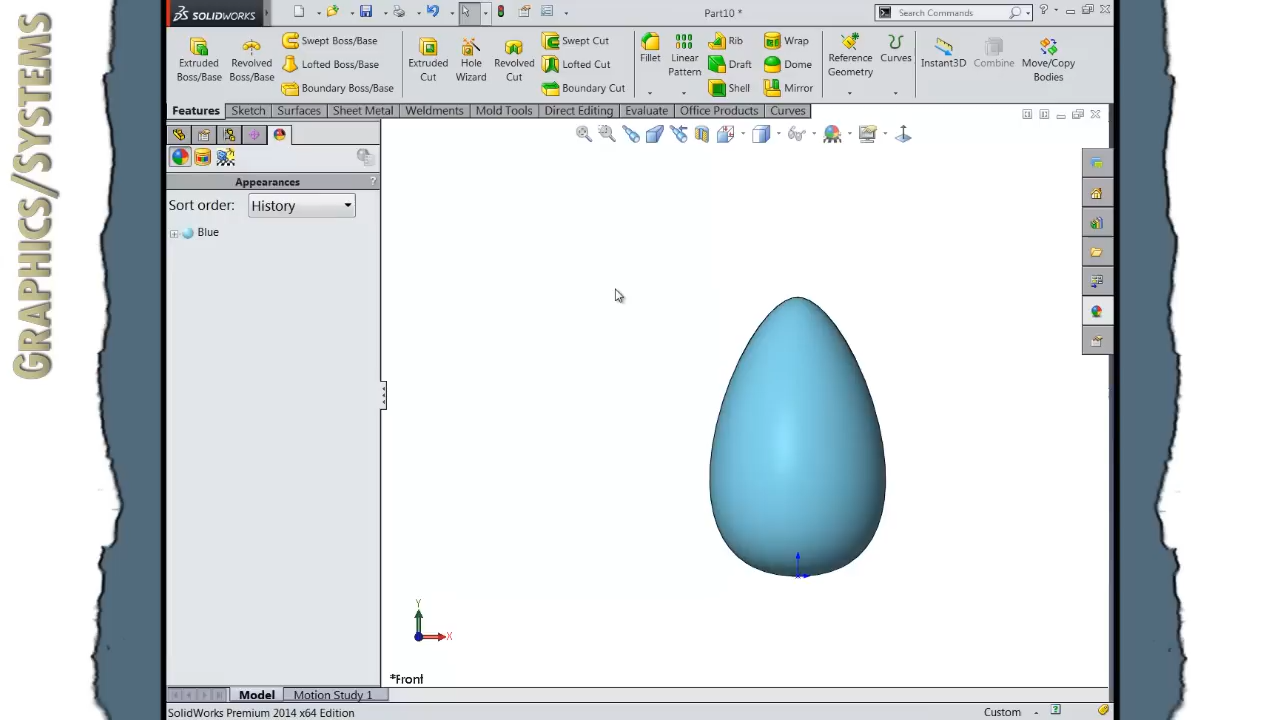 GRAPHICS/SYSTEMS
SOLIDWORKS
Part10 *
Search Commands
Extruded Boss/Base
Revolved Boss/Base
Swept Boss/Base
Lofted Boss/Base
Boundary Boss/Base
Extruded Cut
Hole Wizard
Revolved Cut
Swept Cut
Lofted Cut
Boundary Cut
Fillet
Linear Pattern
Rib
Draft
Shell
Wrap
Dome
Mirror
Reference Geometry
Curves
Instant3D
Combine
Move/Copy Bodies
Features
Sketch
Surfaces
Sheet Metal
Weldments
Mold Tools
Direct Editing
Evaluate
Office Products
Curves
Appearances
?
Sort order:
History
Blue
Y
X
*Front
Model
Motion Study 1
SolidWorks Premium 2014 x64 Edition
Custom